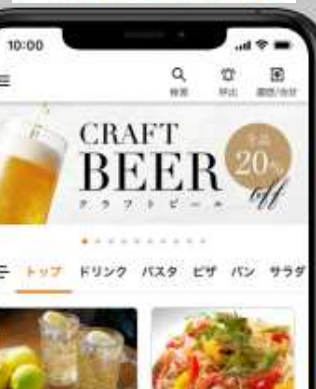 10:00
検索 呼出 履歴/会計
CRAFT
BEER
クラフトビール
全品
20%
off
トップ ドリンク パスタ ピザ パン サラダ